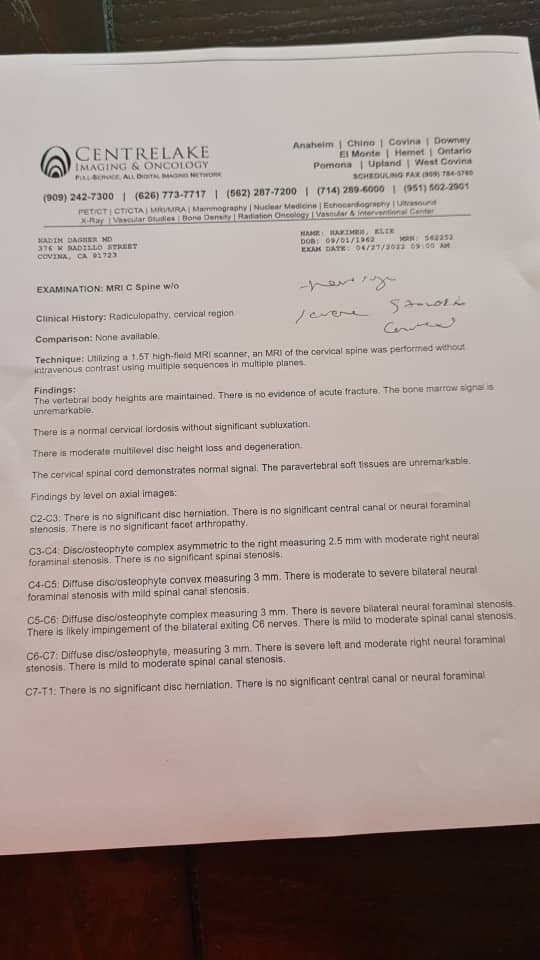 CENTRELAKE
IMAGING & ONCOLOGY
FULL-SERVICE, ALL DIGITAL IMAGING NETWORK
Anaheim | Chino | Covina | Downey
El Monte | Hemet | Ontario
Pomona | Upland | West Covina
SCHEDULING FAX (909) 784-3760
(909) 242-7300 | (626) 773-7717 | (562) 287-7200 | (714) 289-6000 | (951) 502-2901
PET/CT | CT/CTA | MRI/MRA | Mammography | Nuclear Medicine | Echocardiography | Ultrasound
X-Ray | Vascular Studies | Bone Density | Radiation Oncology | Vascular & Interventional Center
NADIM DAGHER MD
376 W BADILLO STREET
COVINA, CA 91723
NAME: HAKIMEH, ELIE
DOB: 09/01/1962 MRN: 562252
EXAM DATE: 04/27/2022 09:00 AM
EXAMINATION: MRI C Spine w/o
Clinical History: Radiculopathy, cervical region.
severe
Comparison: None available.
Technique: Utilizing a 1.5T high-field MRI scanner, an MRI of the cervical spine was performed without
intravenous contrast using multiple sequences in multiple planes.
Findings:
The vertebral body heights are maintained. There is no evidence of acute fracture. The bone marrow signal is
unremarkable.
There is a normal cervical lordosis without significant subluxation.
There is moderate multilevel disc height loss and degeneration.
The cervical spinal cord demonstrates normal signal. The paravertebral soft tissues are unremarkable.
Findings by level on axial images:
C2-C3: There is no significant disc herniation. There is no significant central canal or neural foraminal
stenosis. There is no significant facet arthropathy.
C3-C4: Disc/osteophyte complex asymmetric to the right measuring 2.5 mm with moderate right neural
foraminal stenosis. There is no significant spinal stenosis.
C4-C5: Diffuse disc/osteophyte convex measuring 3 mm. There is moderate to severe bilateral neural
foraminal stenosis with mild spinal canal stenosis.
C5-C6: Diffuse disc/osteophyte complex measuring 3 mm. There is severe bilateral neural foraminal stenosis.
There is likely impingement of the bilateral exiting C6 nerves. There is mild to moderate spinal canal stenosis.
C6-C7: Diffuse disc/osteophyte, measuring 3 mm. There is severe left and moderate right neural foraminal
stenosis. There is mild to moderate spinal canal stenosis.
C7-T1: There is no significant disc herniation. There is no significant central canal or neural foraminal